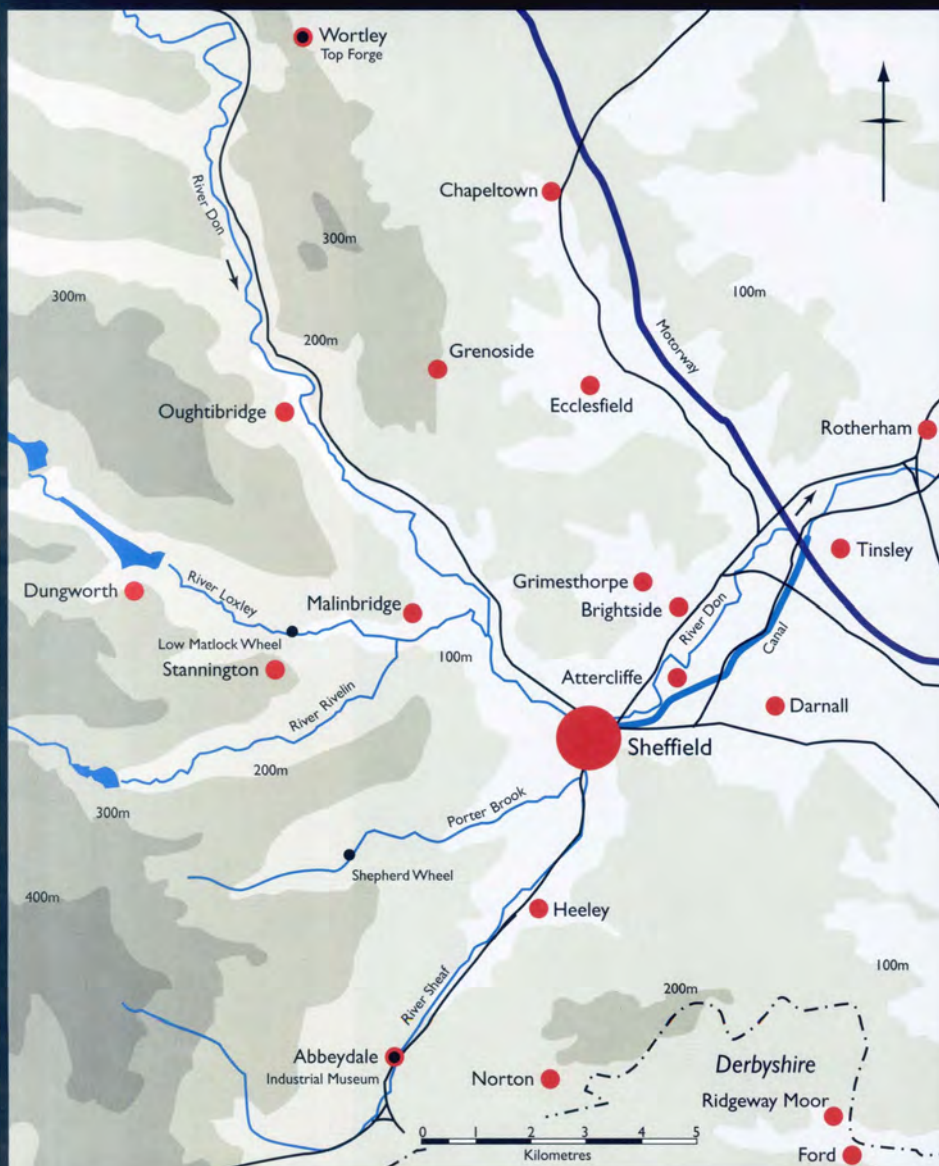 Wortley
Top Forge
River Don
Chapeltown
300m
300m
100m
200m
Motorway
Grenoside
Ecclesfield
Oughtibridge
Rotherham
Tinsley
Grimesthorpe
Brightside
River Don
Canal
Dungworth
River Loxley
Malinbridge
Low Matlock Wheel
Stannington
100m
Attercliffe
River Rivelin
Darnall
Sheffield
200m
300m
Porter Brook
Shepherd Wheel
400m
Heeley
100m
River Sheaf
200m
Abbeydale
Industrial Museum
Norton
Derbyshire
Ridgeway Moor
Ford
0 1 2 3 4 5
Kilometres